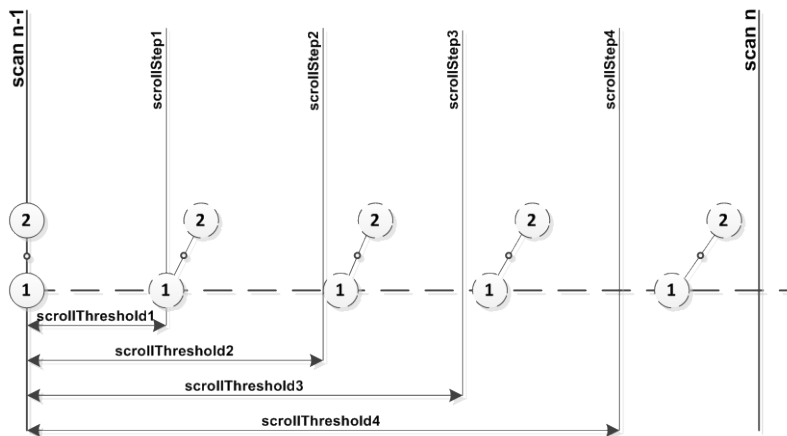 scan n-1
scrollStep1
scrollStep2
scrollStep3
scrollStep4
scan n
2
2
2
2
2
1
1
1
1
1
scrollThreshold1
scrollThreshold2
scrollThreshold3
scrollThreshold4